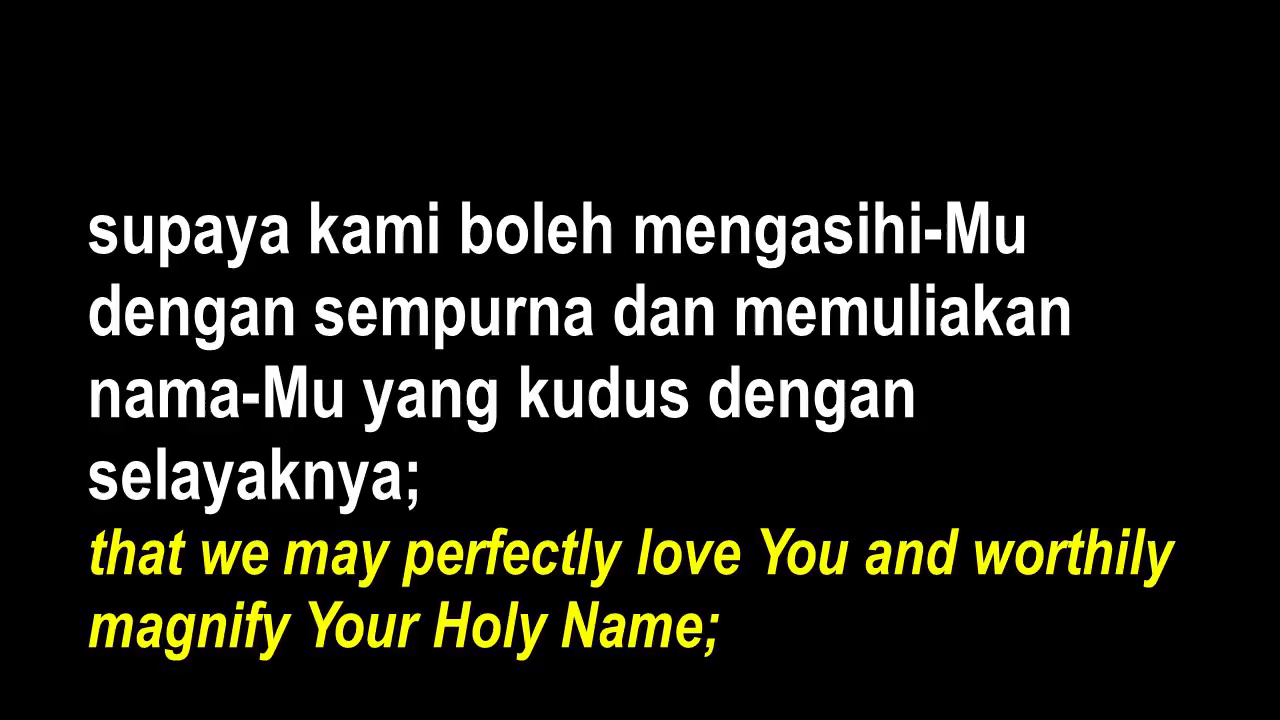 supaya kami boleh mengasihi-Mu
dengan sempurna dan memuliakan
nama-Mu yang kudus dengan
selayaknya;
that we may perfectly love You and worthily
magnify Your Holy Name;